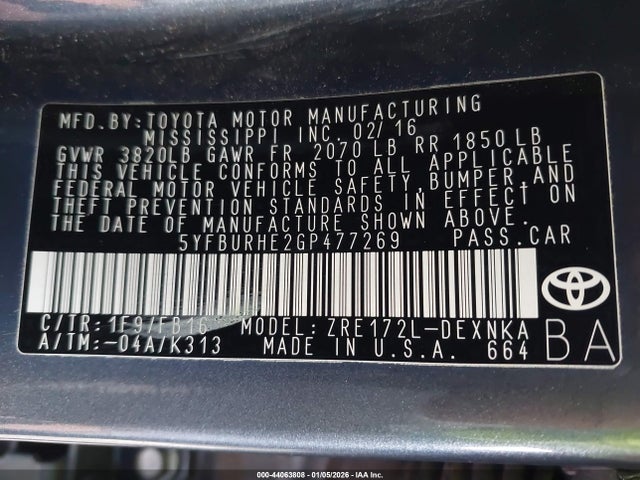 MFD.BY:TOYOTA MOTOR MANUFACTURING
MISSISSIPPI INC. 02/16
GVWR 3820LB GAWR FR 2070 LB RR 1850 LB
THIS VEHICLE CONFORMS TO ALL APPLICABLE
FEDERAL MOTOR VEHICLE SAFETY,BUMPER,AND
THEFT PREVENTION STANDARDS IN EFFECT ON
THE DATE OF MANUFACTURE SHOWN ABOVE.
5YFBURHE2GP477269 PASS.CAR
C/TR:1F9/FB16 MODEL:ZRE172L-DEXNKA
A/TM:-04A/K313 MADE IN U.S.A. 664
BA
000-44063808 - 01/05/2026 - IAA Inc.